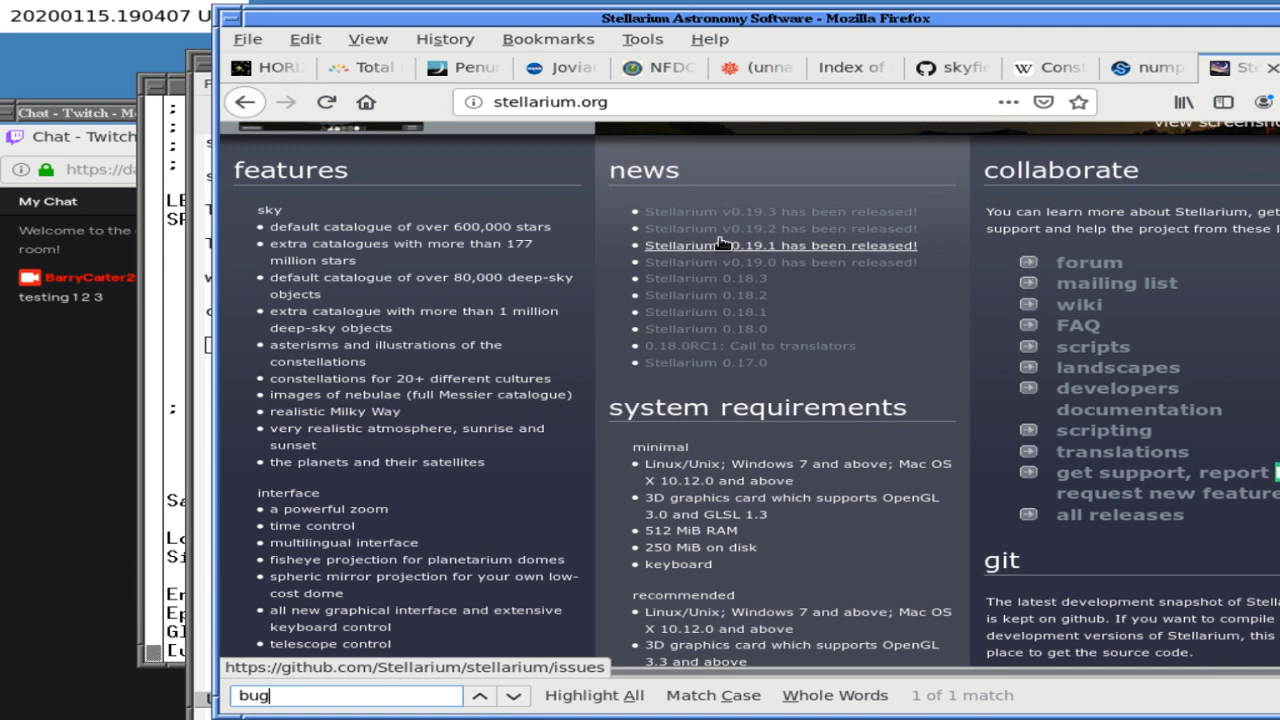 20200115.190407 U
Stellarium Astronomy Software - Mozilla Firefox
File Edit View History Bookmarks Tools Help
HORI Total Penu Jovia NFDC (unna Index of skyfie Const nump Ste
stellarium.org
Chat - Twitch - M
Chat - Twitch
https://da
My Chat
Welcome to the
room!
BarryCarter2
testing 1 2 3
features
sky
• default catalogue of over 600,000 stars
• extra catalogues with more than 177
million stars
• default catalogue of over 80,000 deep-sky
objects
• extra catalogue with more than 1 million
deep-sky objects
• asterisms and illustrations of the
constellations
• constellations for 20+ different cultures
• images of nebulae (full Messier catalogue)
• realistic Milky Way
• very realistic atmosphere, sunrise and
sunset
• the planets and their satellites
interface
• a powerful zoom
• time control
• multilingual interface
• fisheye projection for planetarium domes
• spheric mirror projection for your own low-
cost dome
• all new graphical interface and extensive
keyboard control
• telescope control
news
• Stellarium v0.19.3 has been released!
• Stellarium v0.19.2 has been released!
• Stellarium v0.19.1 has been released!
• Stellarium v0.19.0 has been released!
• Stellarium 0.18.3
• Stellarium 0.18.2
• Stellarium 0.18.1
• Stellarium 0.18.0
• 0.18.0RC1: Call to translators
• Stellarium 0.17.0
system requirements
minimal
• Linux/Unix; Windows 7 and above; Mac OS
X 10.12.0 and above
• 3D graphics card which supports OpenGL
3.0 and GLSL 1.3
• 512 MiB RAM
• 250 MiB on disk
• keyboard
recommended
• Linux/Unix; Windows 7 and above; Mac OS
X 10.12.0 and above
• 3D graphics card which supports OpenGL
3.3 and above
view screensho
collaborate
You can learn more about Stellarium, get
support and help the project from these l
forum
mailing list
wiki
FAQ
scripts
landscapes
developers
documentation
scripting
translations
get support, report
request new feature
all releases
git
The latest development snapshot of Stella
is kept on github. If you want to compile
development versions of Stellarium, this
place to get the source code.
https://github.com/Stellarium/stellarium/issues
bug Highlight All Match Case Whole Words 1 of 1 match